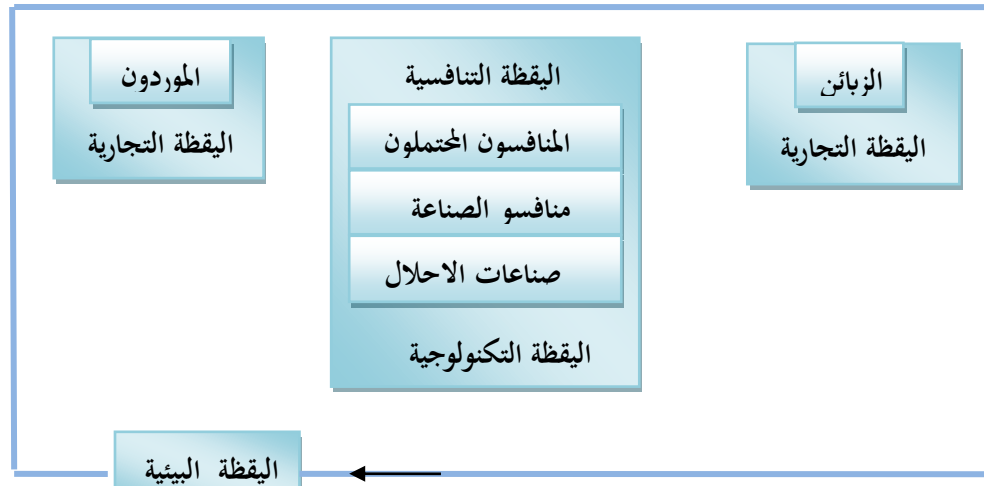 الزبائن
اليقظة التجارية
اليقظة التنافسية
المنافسون المحتملون
منافسو الصناعة
صناعات الاحلال
اليقظة التكنولوجية
الموردون
اليقظة التجارية
اليقظة البيئية